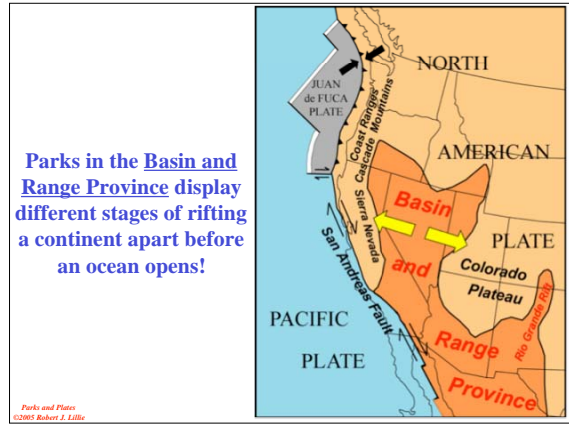 Parks in the Basin and
Range Province display
different stages of rifting
a continent apart before
an ocean opens!
Parks and Plates
©2005 Robert J. Lillie
NORTH
AMERICAN
PLATE
JUAN
de FUCA
PLATE
Coast Ranges
Cascade Mountains
Sierra Nevada
San Andreas Fault
Basin
and
Range
Province
Colorado
Plateau
Rio Grande Rift
PACIFIC
PLATE